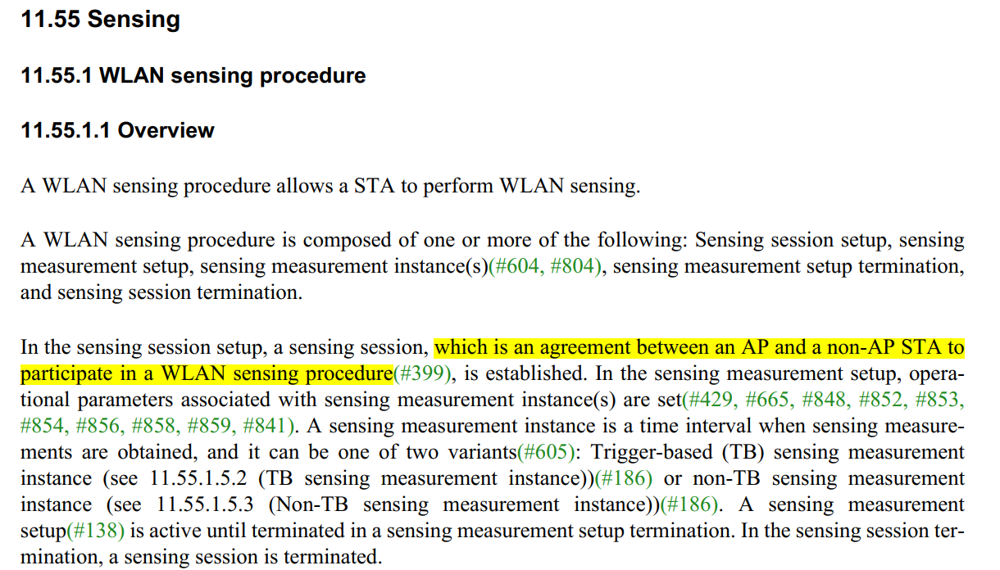 11.55 Sensing
11.55.1 WLAN sensing procedure
11.55.1.1 Overview
A WLAN sensing procedure allows a STA to perform WLAN sensing.
A WLAN sensing procedure is composed of one or more of the following: Sensing session setup, sensing
measurement setup, sensing measurement instance(s)(#604, #804), sensing measurement setup termination,
and sensing session termination.
In the sensing session setup, a sensing session, which is an agreement between an AP and a non-AP STA to
participate in a WLAN sensing procedure(#399), is established. In the sensing measurement setup, opera-
tional parameters associated with sensing measurement instance(s) are set(#429, #665, #848, #852, #853,
#854, #856, #858, #859, #841). A sensing measurement instance is a time interval when sensing measure-
ments are obtained, and it can be one of two variants(#605): Trigger-based (TB) sensing measurement
instance (see 11.55.1.5.2 (TB sensing measurement instance))(#186) or non-TB sensing measurement
instance (see 11.55.1.5.3 (Non-TB sensing measurement instance))(#186). A sensing measurement
setup(#138) is active until terminated in a sensing measurement setup termination. In the sensing session ter-
mination, a sensing session is terminated.